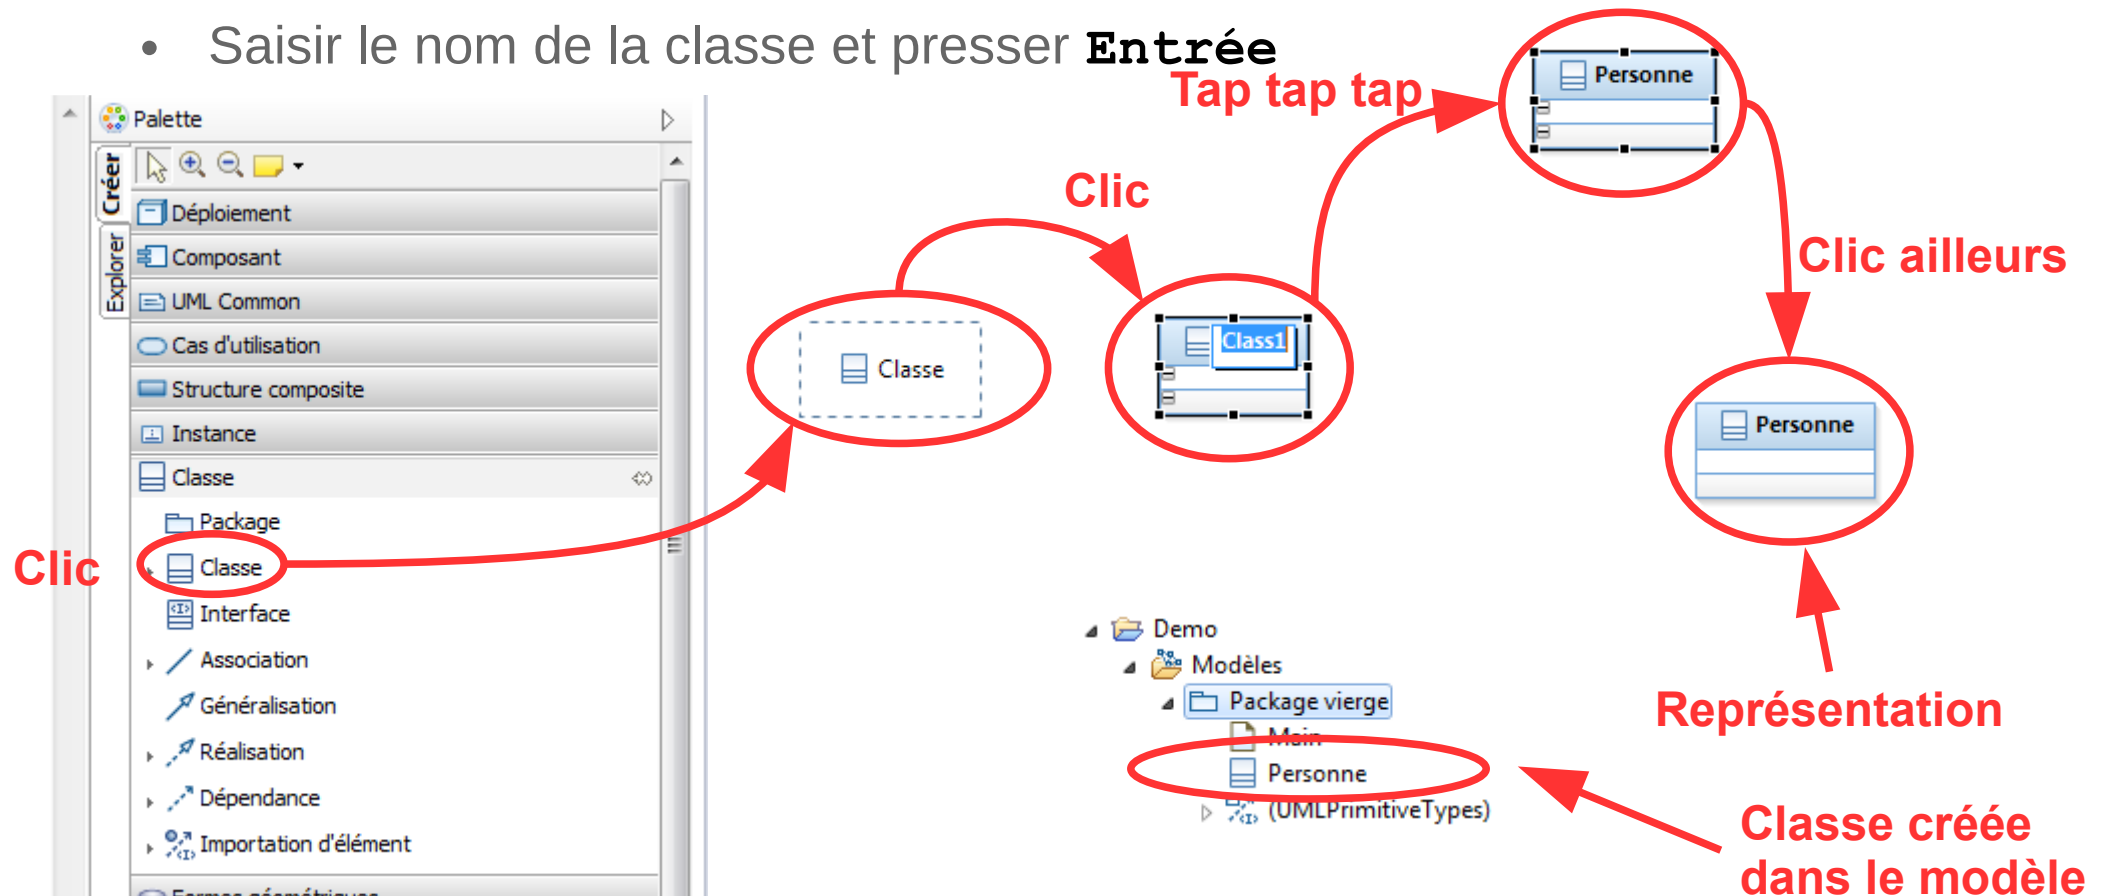 • Saisir le nom de la classe et presser Entrée
Tap tap tap
Personne
Palette
Créer
Explorer
Déploiement
Composant
UML Common
Cas d'utilisation
Structure composite
Instance
Classe
Package
Clic
Classe
Interface
Association
Généralisation
Réalisation
Dépendance
Importation d'élément
Formes géométriques
Classe
Clic
Class1
Clic ailleurs
Personne
Représentation
Demo
Modèles
Package vierge
Main
Personne
(UMLPrimitiveTypes)
Classe créée
dans le modèle